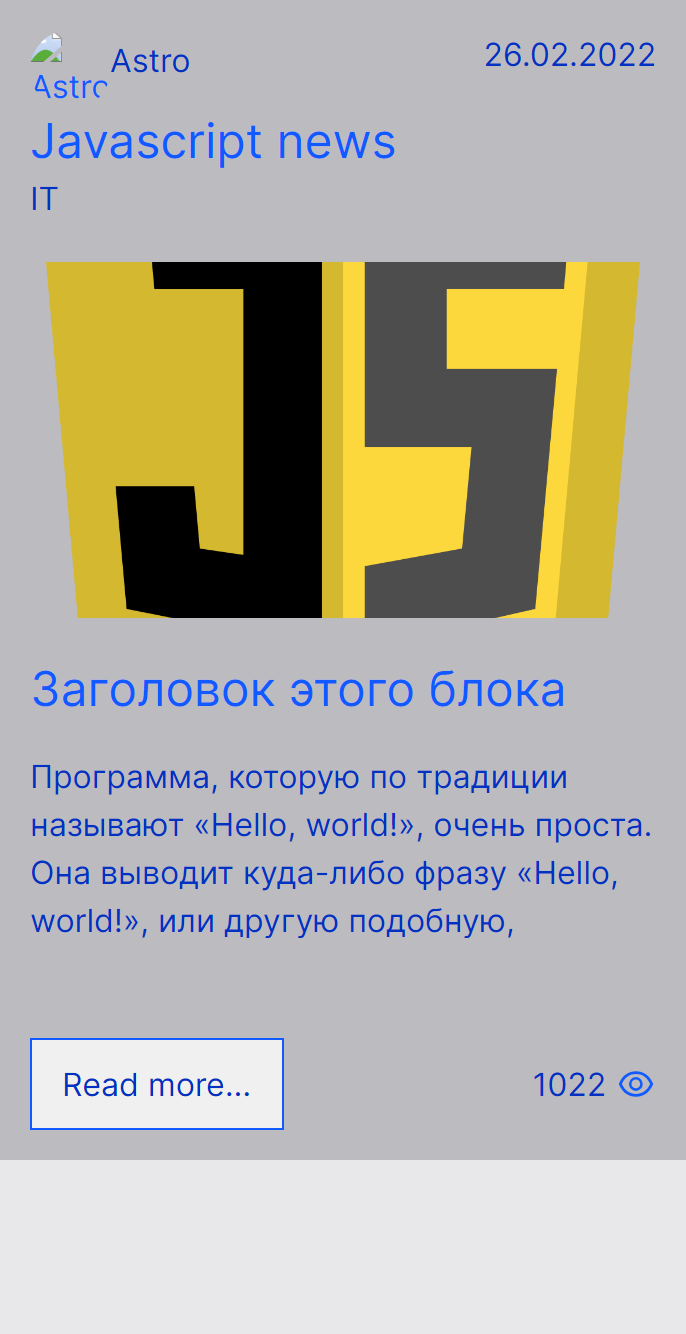 Astro
26.02.2022
Astro
Javascript news
IT
JS
Заголовок этого блока
Программа, которую по традиции
называют «Hello, world!», очень проста.
Она выводит куда-либо фразу «Hello,
world!», или другую подобную,
Read more...
1022